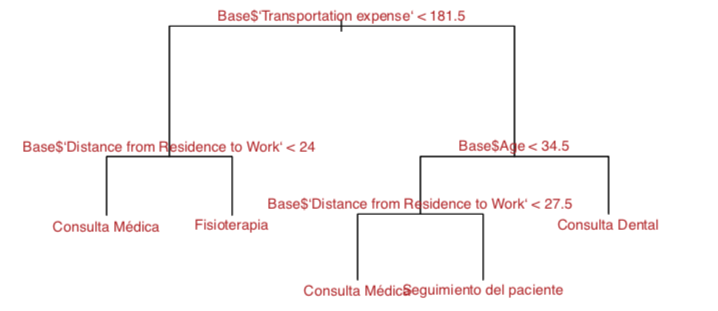 Base$'Transportation expense' < 181.5
Base$'Distance from Residence to Work' < 24
Base$Age < 34.5
Consulta Médica
Fisioterapia
Base$'Distance from Residence to Work' < 27.5
Consulta Dental
Consulta Médica
Seguimiento del paciente